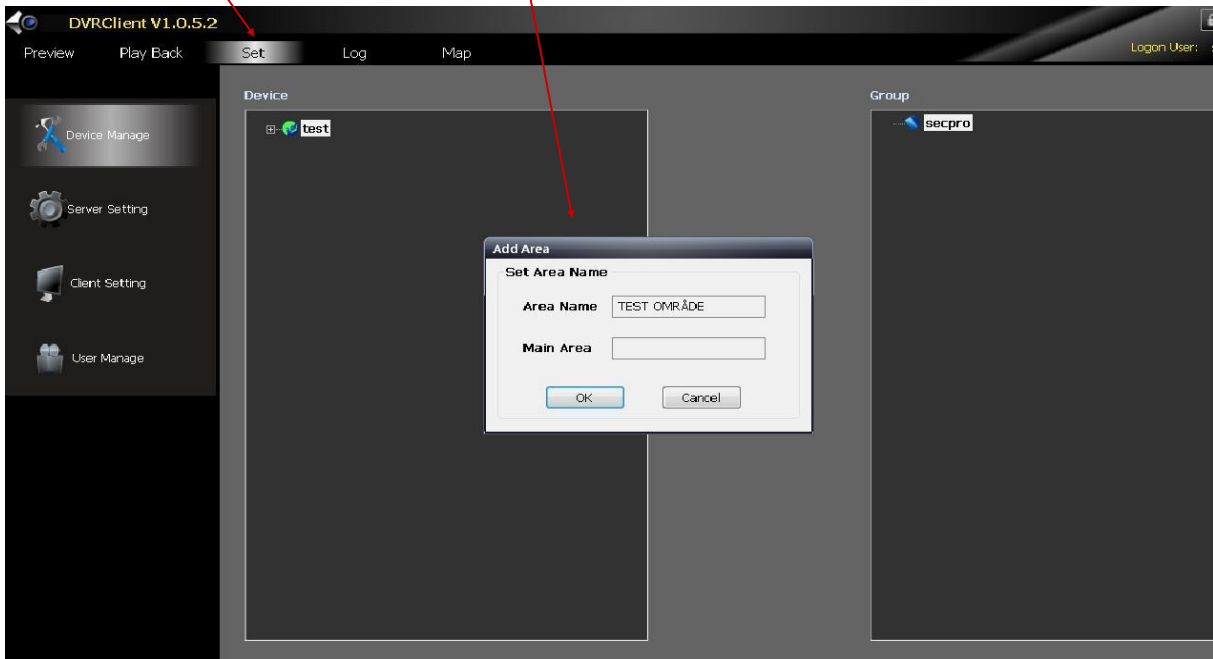 DVRClient V1.0.5.2
Preview Play Back Set Log Map Logon User:
Device Group
test secpro
Device Manage
Server Setting
Add Area
Set Area Name
Area Name TEST OMRÅDE
Client Setting
Main Area
User Manage
OK Cancel